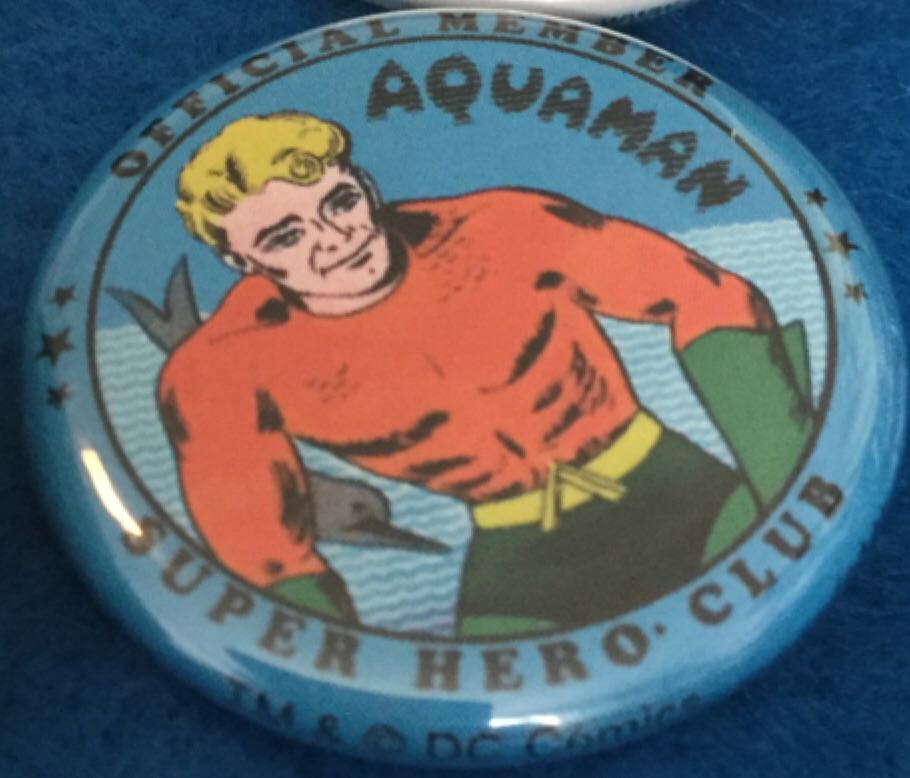 OFFICIAL MEMBER
AQUAMAN
SUPER HERO CLUB
TM & © DC Comics